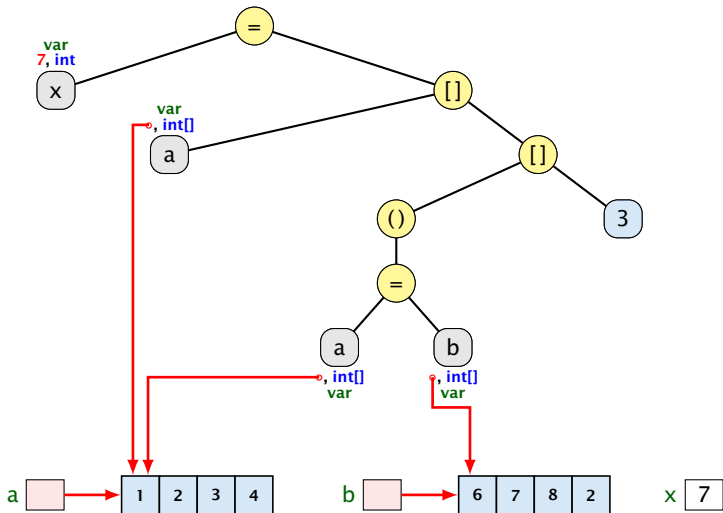 =
var
7, int
x
[]
var
, int[]
a
[]
()
3
=
a
b
, int[]
, int[]
var
var
a
1 2 3 4
b
6 7 8 2
x 7